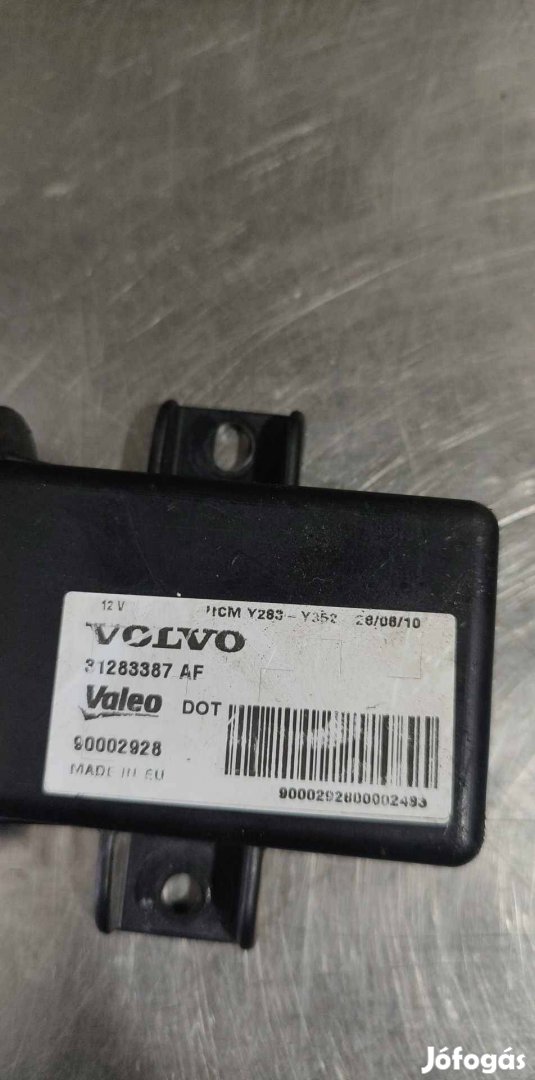 12 V HCM Y283-Y352 28/06/10
VOLVO
31283387 AF
Valeo DOT
90002928
MADE IN EU
9000292800002493
Jófogás